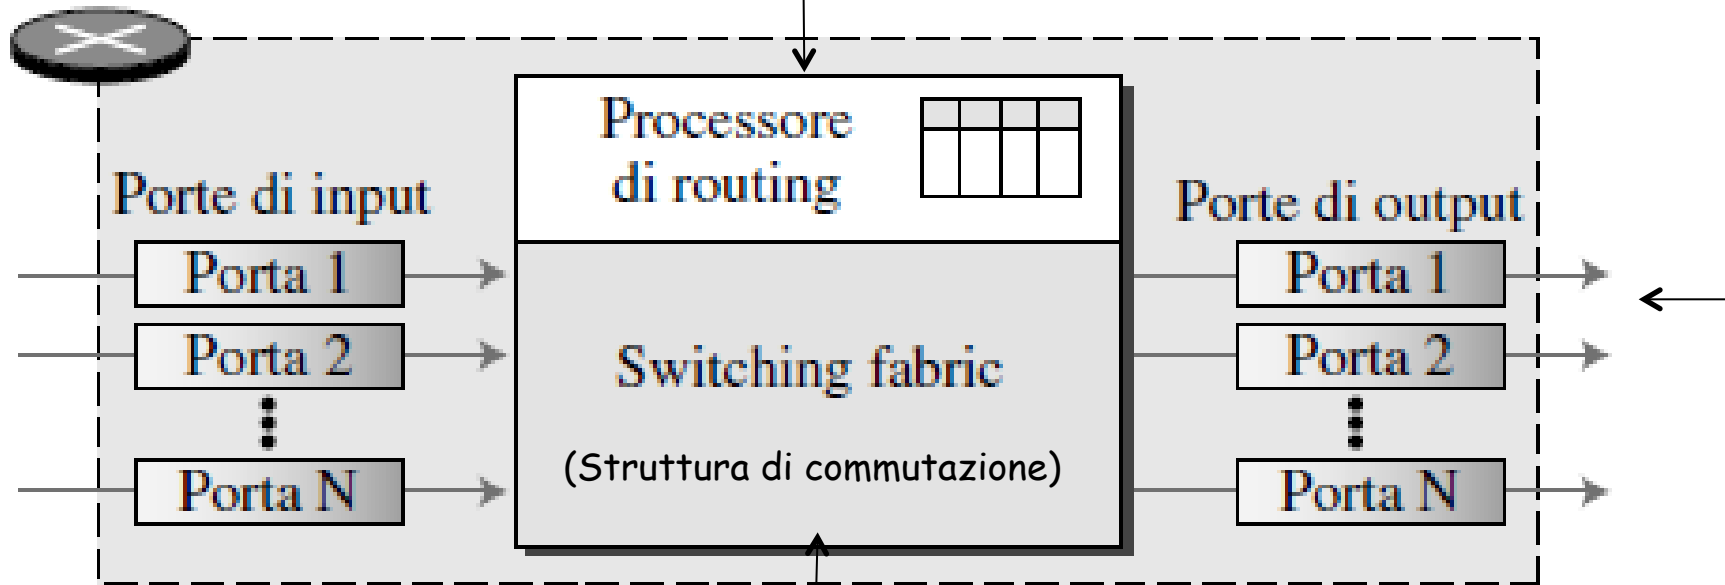 Processore
di routing
Porte di input
Porta 1
Porta 2
Porta N
Switching fabric
(Struttura di commutazione)
Porte di output
Porta 1
Porta 2
Porta N